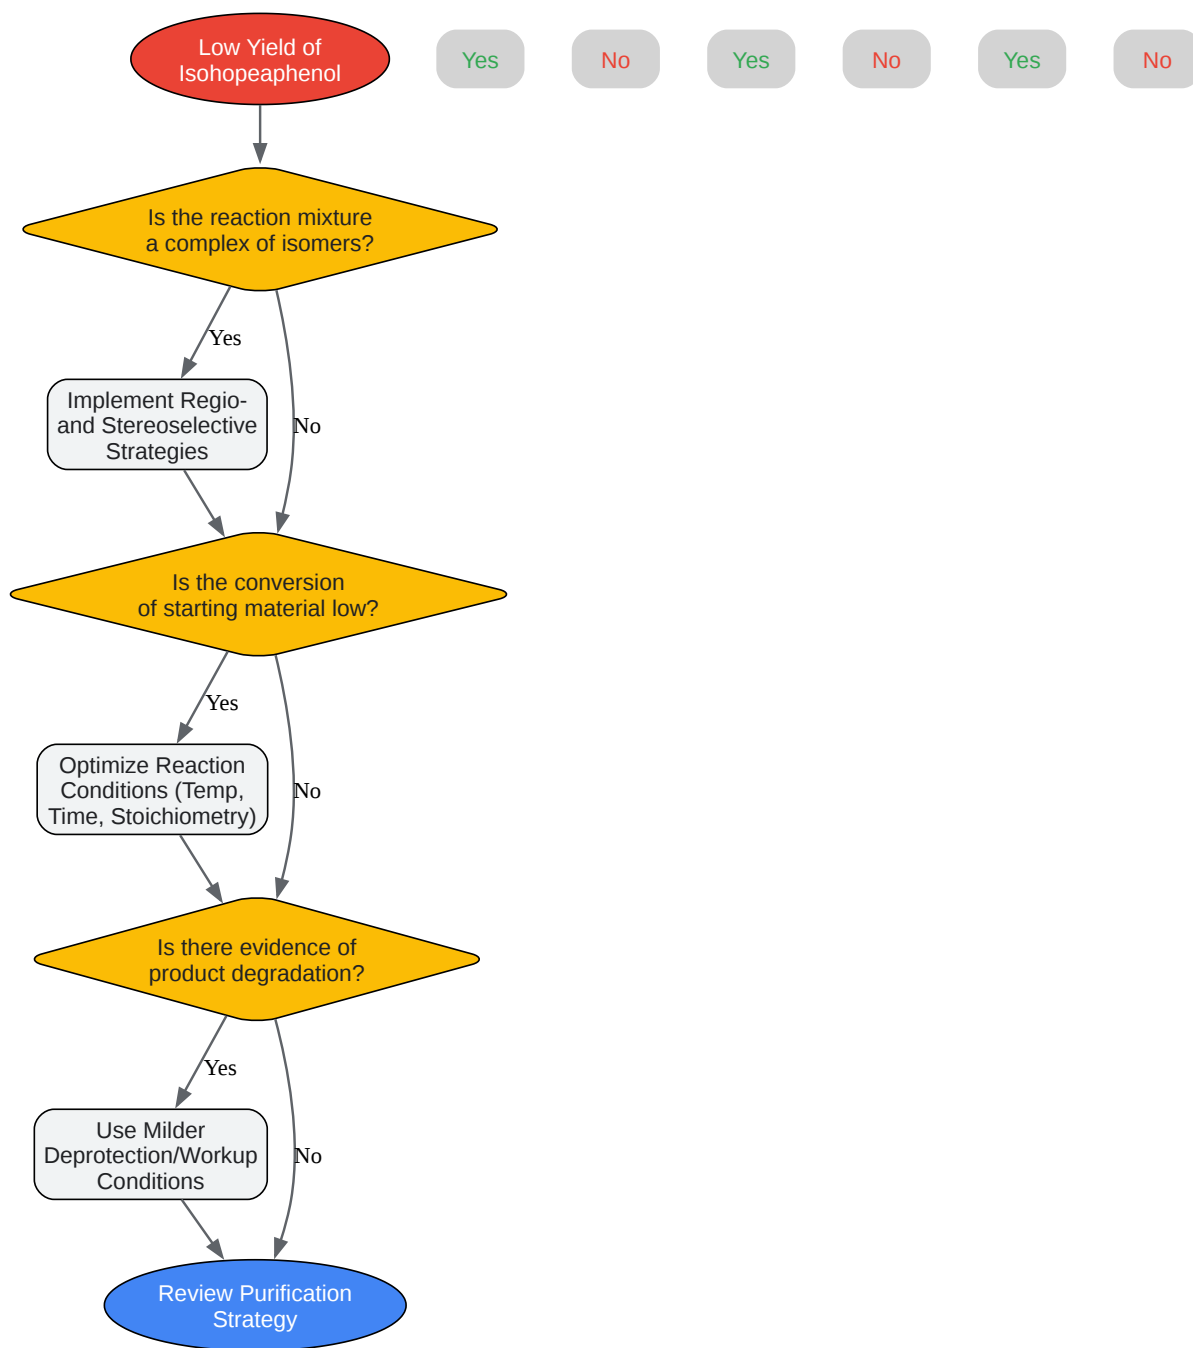 Low Yield of
Isohopeaphenol
Yes
No
Yes
No
Yes
No
Is the reaction mixture
a complex of isomers?
Yes
Implement Regio-
and Stereoselective
Strategies
No
Is the conversion
of starting material low?
Yes
Optimize Reaction
Conditions (Temp,
Time, Stoichiometry)
No
Is there evidence of
product degradation?
Yes
Use Milder
Deprotection/Workup
Conditions
No
Review Purification
Strategy